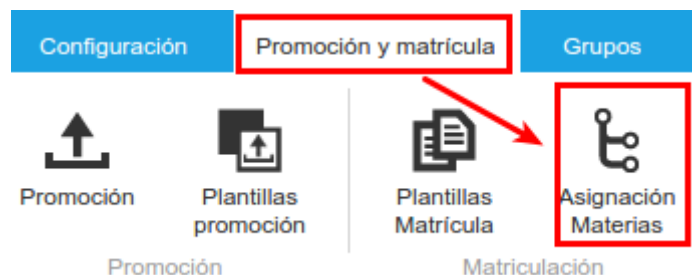 Configuración Promoción y matrícula Grupos
Promoción Plantillas Plantillas Asignación
promoción Matrícula Materias
Promoción Matriculación